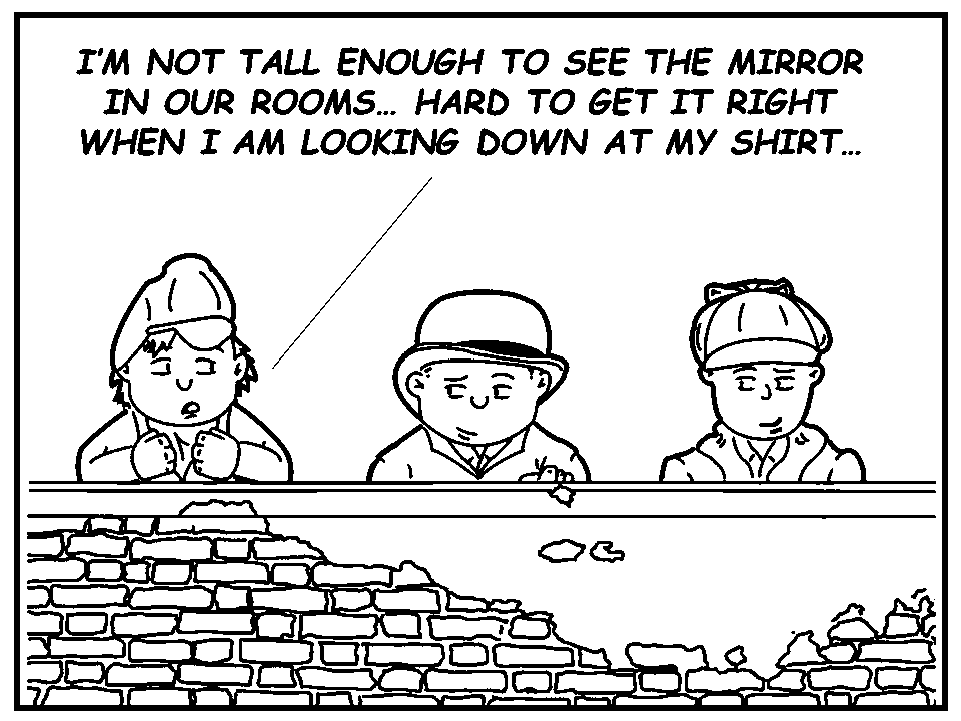 I'M NOT TALL ENOUGH TO SEE THE MIRROR
IN OUR ROOMS... HARD TO GET IT RIGHT
WHEN I AM LOOKING DOWN AT MY SHIRT...